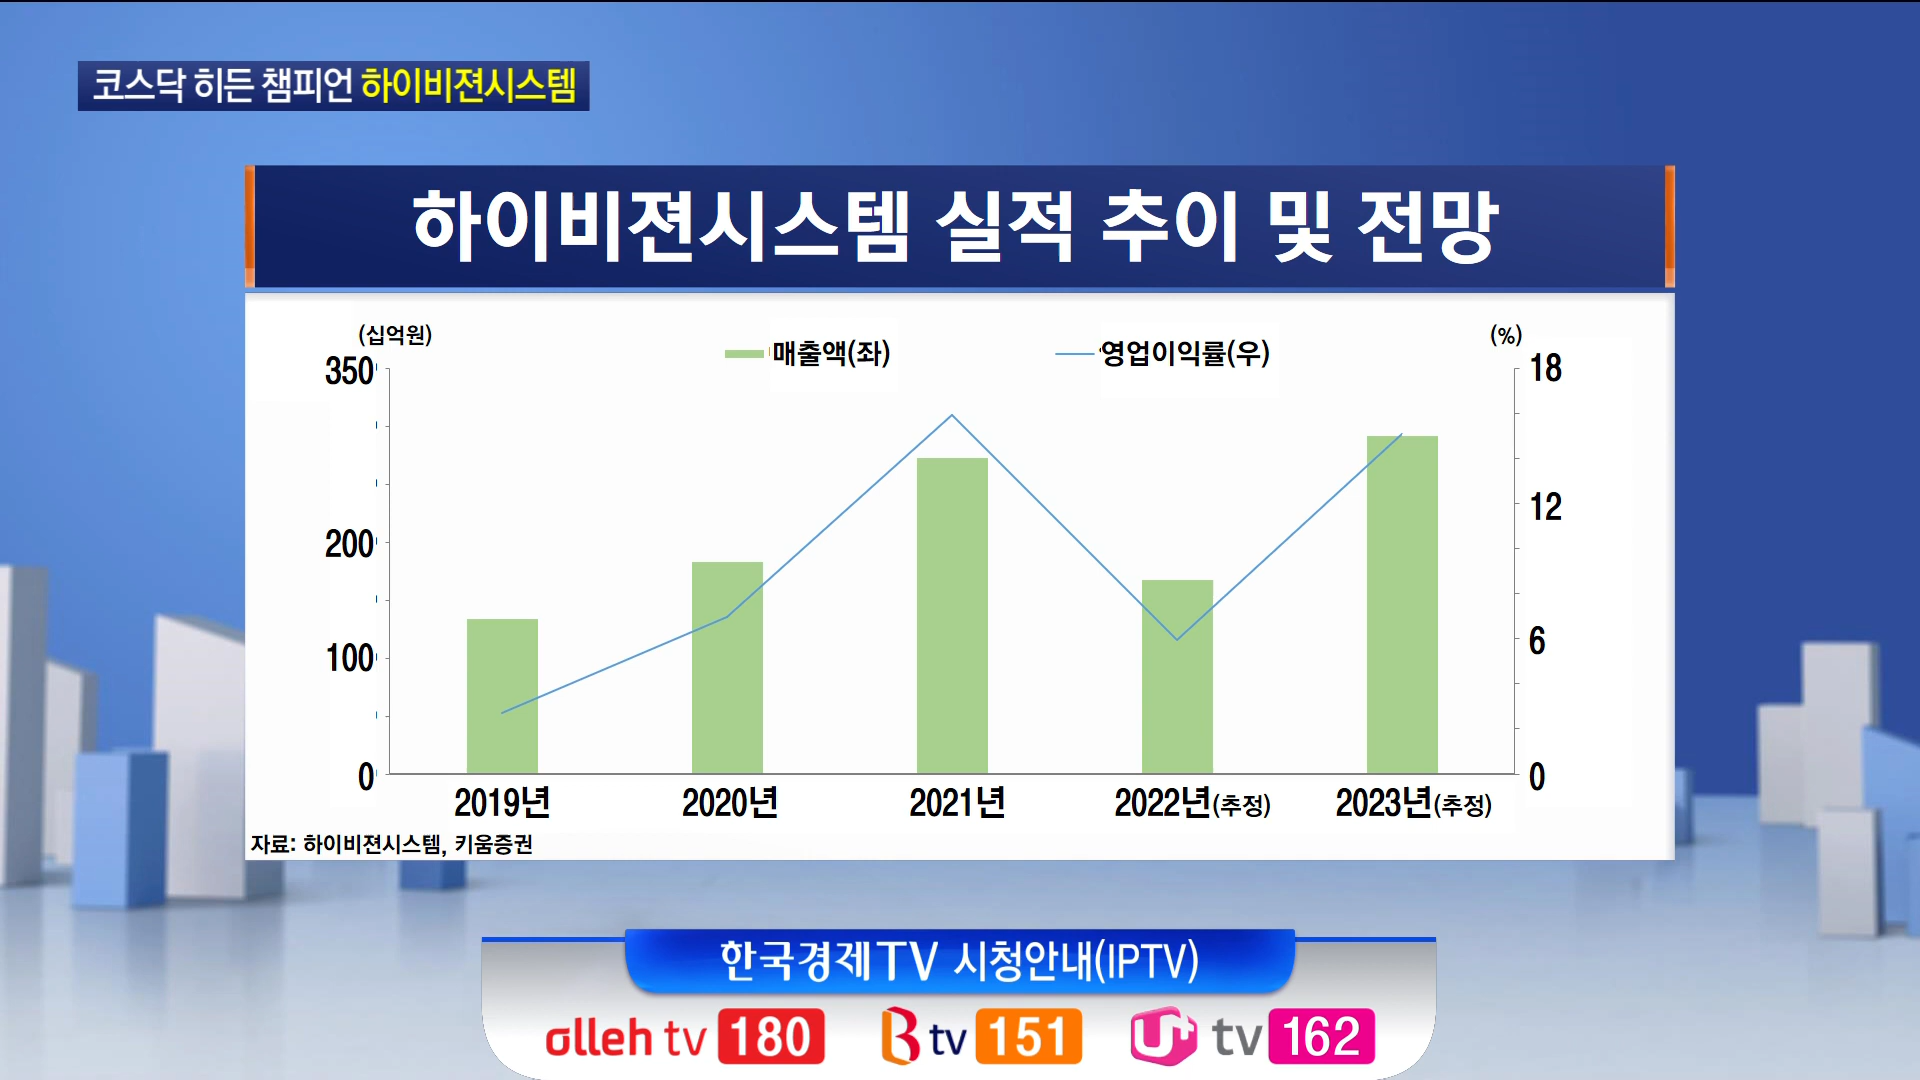 코스닥 히든 챔피언 하이비젼시스템
하이비젼시스템 실적 추이 및 전망
(십억원)
매출액(좌)
영업이익률(우)
(%)
350
18
200
12
100
6
0
0
2019년
2020년
2021년
2022년(추정)
2023년(추정)
자료: 하이비젼시스템, 키움증권
한국경제TV 시청안내(IPTV)
olleh tv 180
B tv 151
U+ tv 162